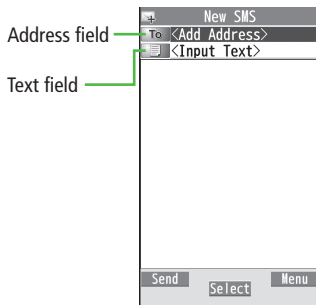 New SMS
Address field
To <Add Address>
<Input Text>
Text field
Send
Select
Menu